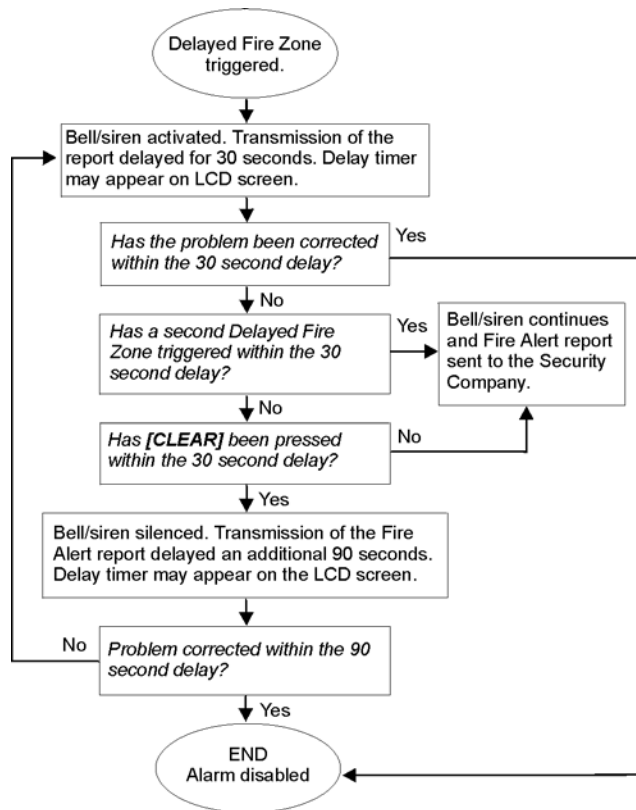 Delayed Fire Zone
triggered.
Bell/siren activated. Transmission of the
report delayed for 30 seconds. Delay timer
may appear on LCD screen.
Has the problem been corrected
within the 30 second delay?
Yes
No
Has a second Delayed Fire
Zone triggered within the 30
second delay?
Yes
Bell/siren continues
and Fire Alert report
sent to the Security
Company.
No
Has [CLEAR] been pressed
within the 30 second delay?
No
Yes
Bell/siren silenced. Transmission of the Fire
Alert report delayed an additional 90 seconds.
Delay timer may appear on the LCD screen.
No
Problem corrected within the 90
second delay?
Yes
END
Alarm disabled